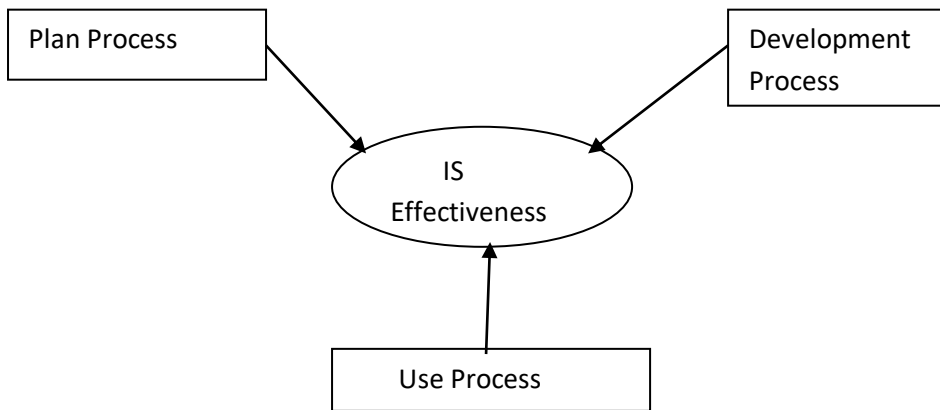 Plan Process
Development
Process
IS
Effectiveness
Use Process